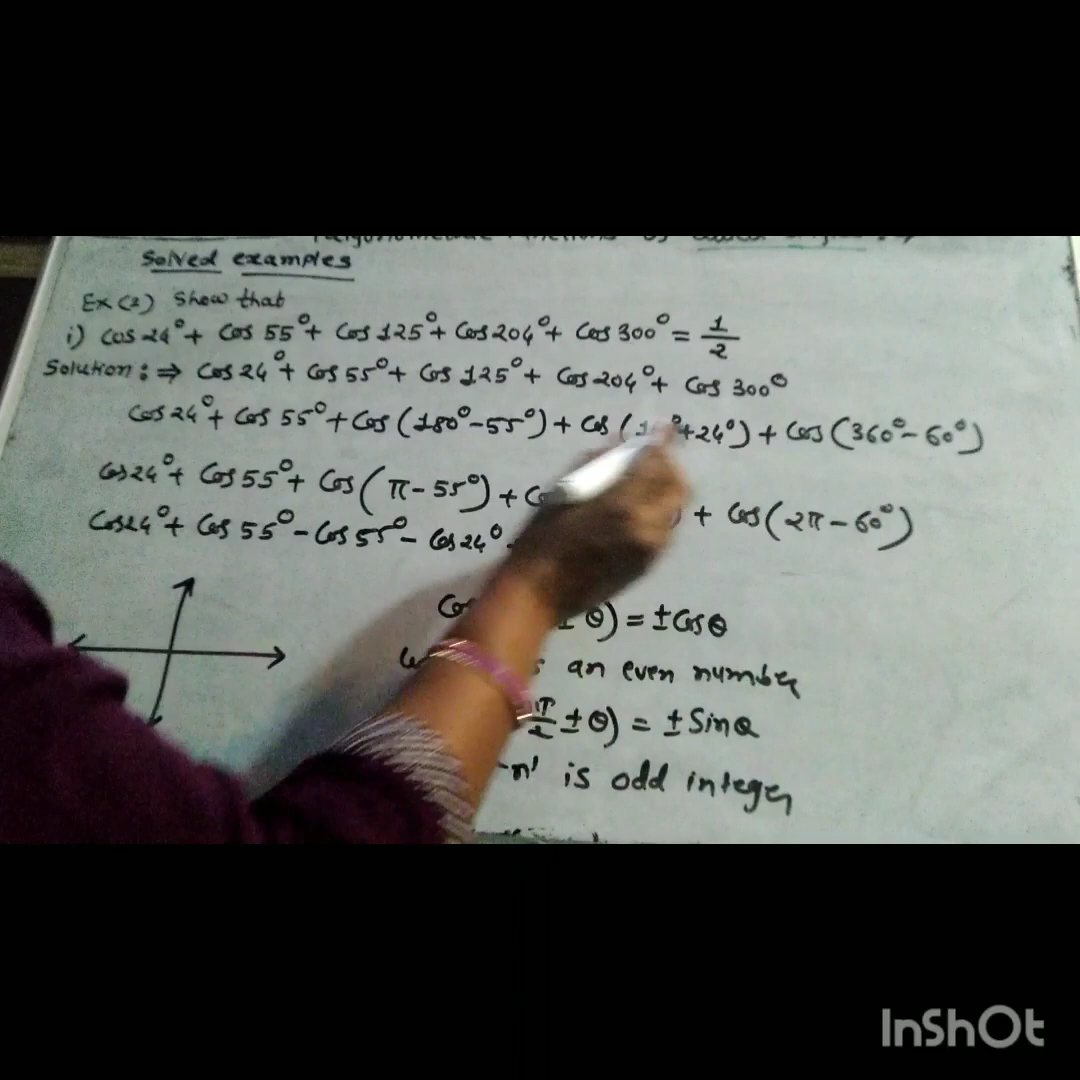 Solved examples
Ex (2) Show that
i) cos 24° + cos 55° + cos 125° + cos 204° + cos 300° = 1/2
Solution : ⇒ cos 24° + cos 55° + cos 125° + cos 204° + cos 300°
cos 24° + cos 55° + cos (180° - 55°) + cos ( + 24°) + cos (360° - 60°)
cos 24° + cos 55° + cos (π - 55°) + ) + cos (2π - 60°)
cos 24° + cos 55° - cos 55° - cos 24°
± θ) = ± cos θ
an even number
π/2 ± θ) = ± sin θ
'n' is odd integer
InShOt